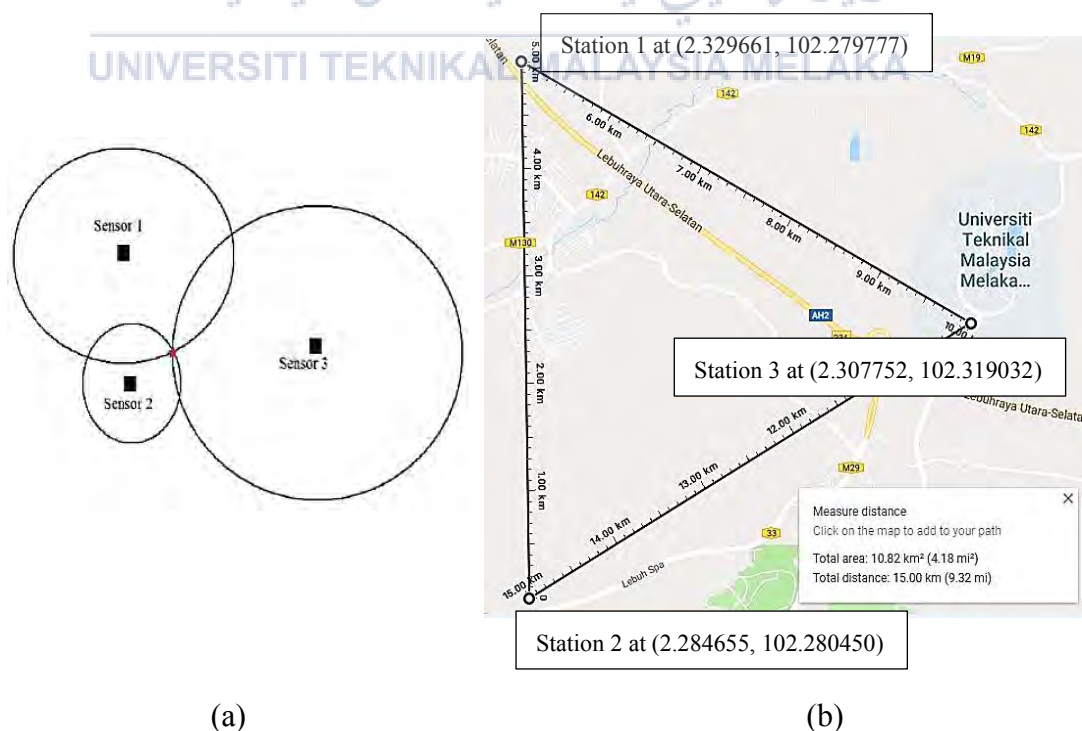 UNIVERSITI TEKNIKAL MALAYSIA MELAKA
Sensor 1
Sensor 2
Sensor 3
(a)
Station 1 at (2.329661, 102.279777)
M19
142
142
142
5.00 km
6.00 km
7.00 km
8.00 km
9.00 km
4.00 km
3.00 km
2.00 km
1.00 km
0
Lebuhraya Utara-Selatan
M130
Universiti
Teknikal
Malaysia
Melaka...
AH2
Station 3 at (2.307752, 102.319032)
12.00 km
13.00 km
14.00 km
15.00 km
M29
33
Lebuh Spa
Measure distance
Click on the map to add to your path
Total area: 10.82 km² (4.18 mi²)
Total distance: 15.00 km (9.32 mi)
Station 2 at (2.284655, 102.280450)
(b)